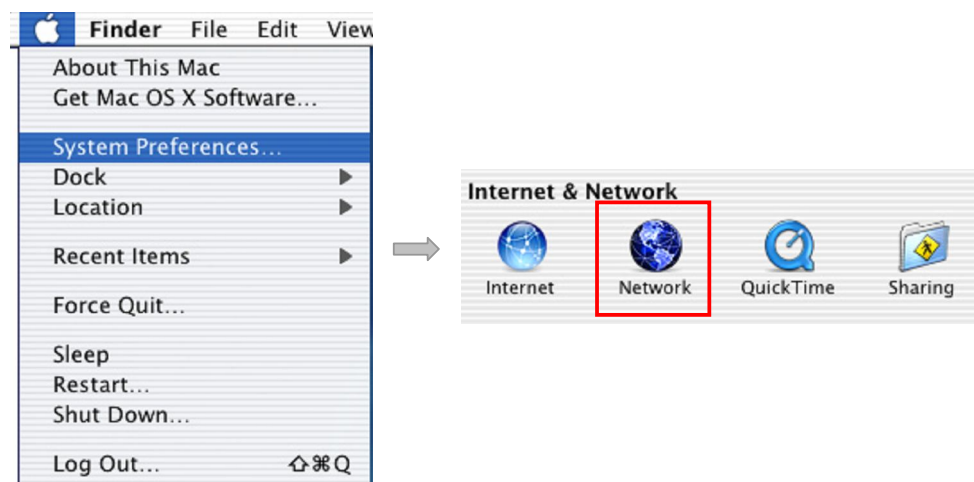 Finder File Edit View
About This Mac
Get Mac OS X Software...
System Preferences...
Dock
Location
Recent Items
Force Quit...
Sleep
Restart...
Shut Down...
Log Out... ⇧⌘Q
Internet & Network
Internet Network QuickTime Sharing